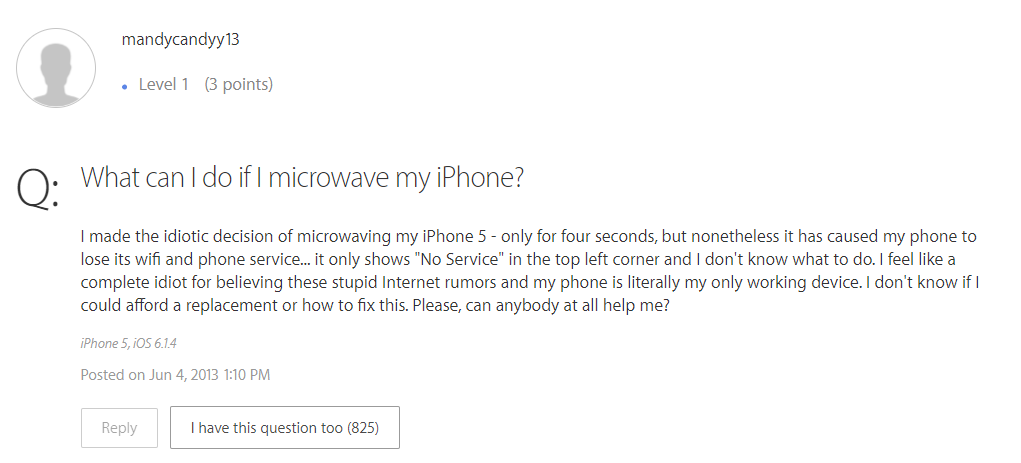 mandycandyy13
• Level 1 (3 points)
Q: What can I do if I microwave my iPhone?
I made the idiotic decision of microwaving my iPhone 5 - only for four seconds, but nonetheless it has caused my phone to
lose its wifi and phone service... it only shows "No Service" in the top left corner and I don't know what to do. I feel like a
complete idiot for believing these stupid Internet rumors and my phone is literally my only working device. I don't know if I
could afford a replacement or how to fix this. Please, can anybody at all help me?
iPhone 5, iOS 6.1.4
Posted on Jun 4, 2013 1:10 PM
Reply I have this question too (825)